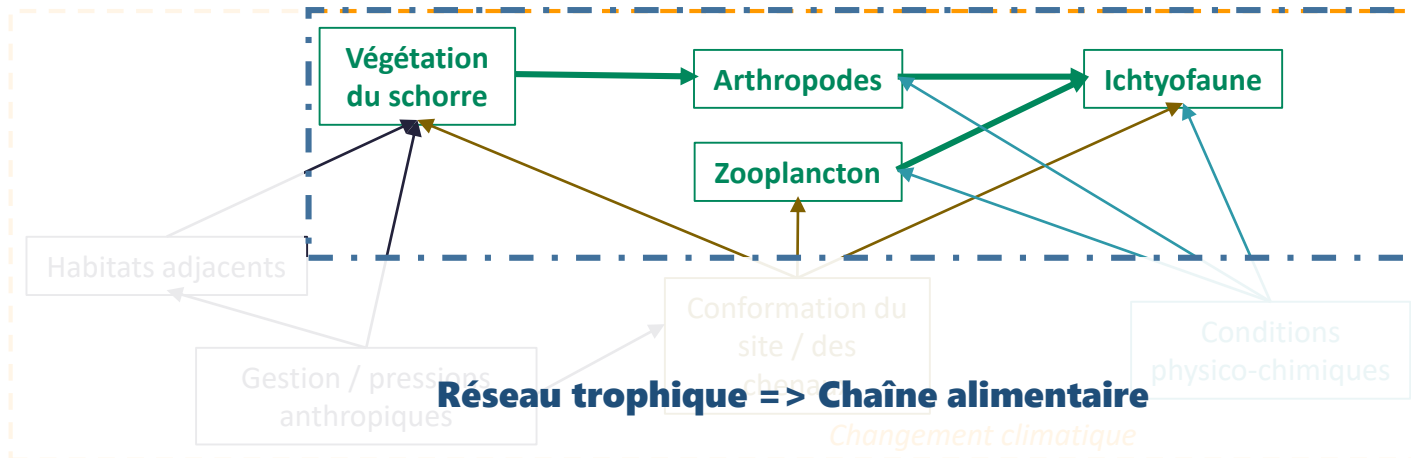 Végétation
du schorre
Arthropodes
Ichtyofaune
Zooplancton
Habitats adjacents
Conformation du
site / des
chenaux
Conditions
physico-chimiques
Gestion / pressions
anthropiques
Réseau trophique => Chaîne alimentaire
Changement climatique